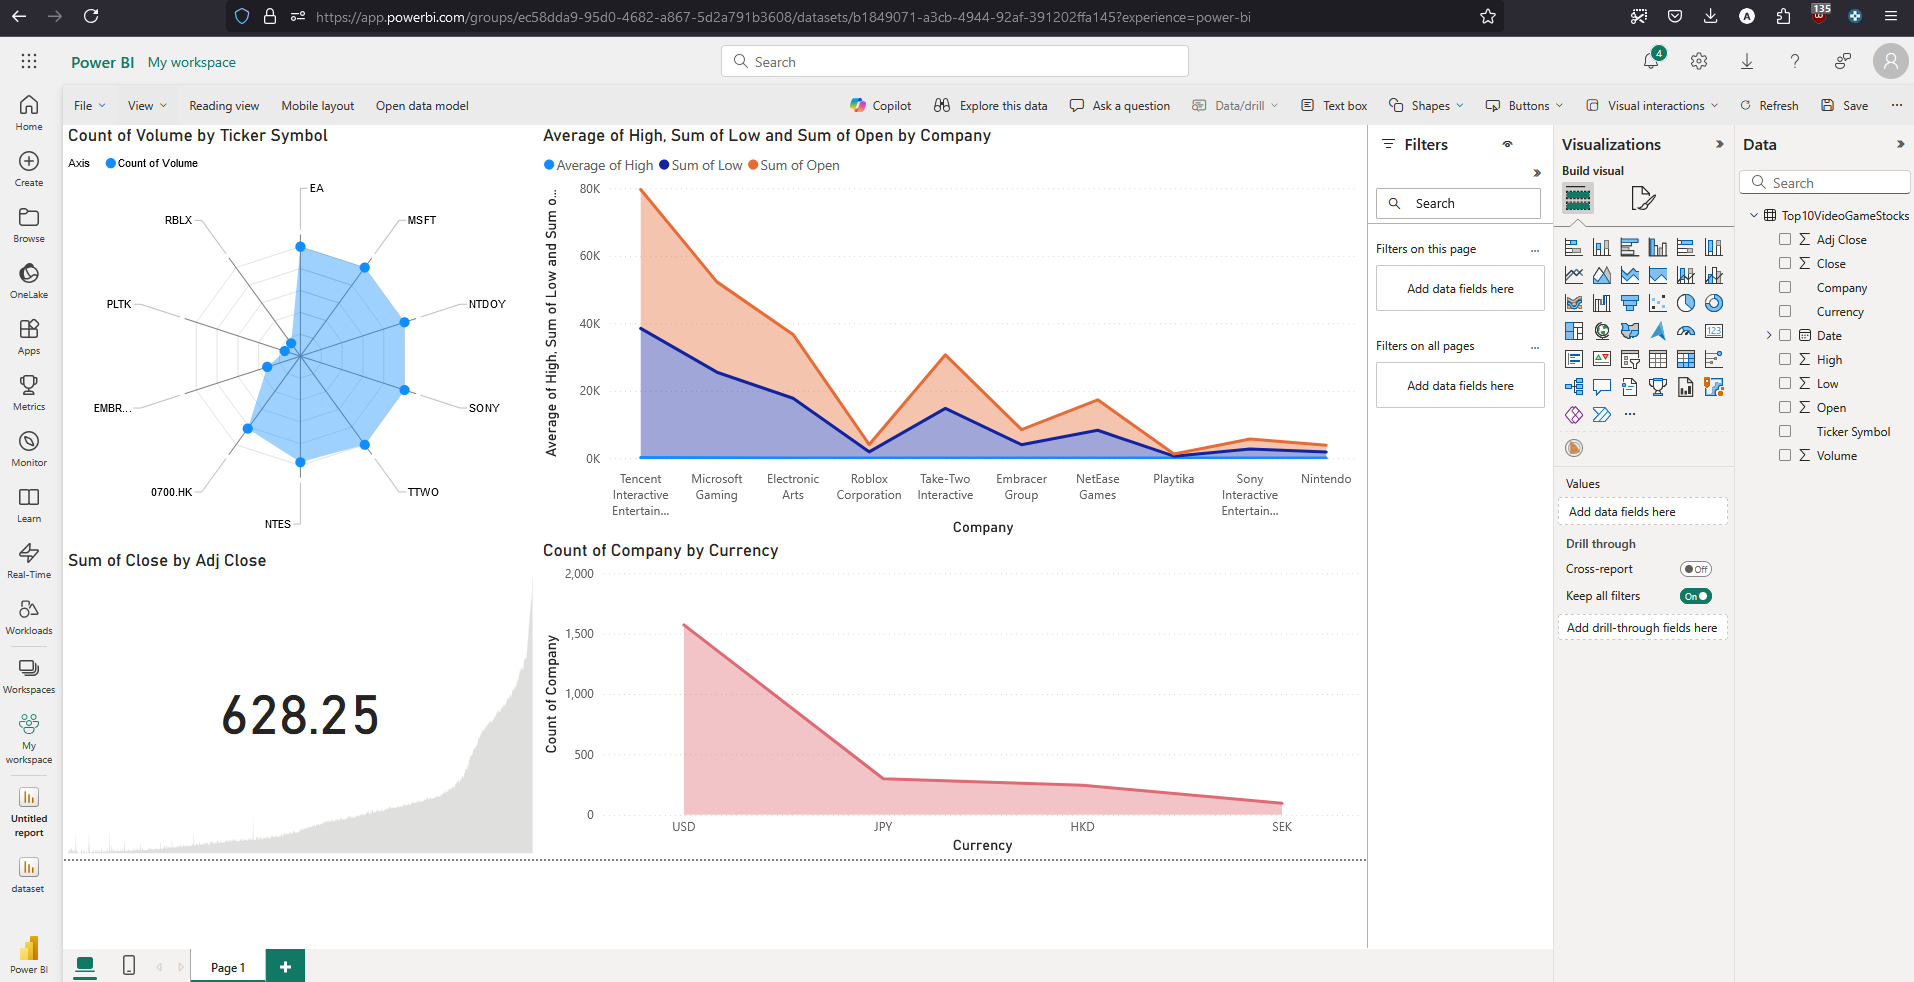 https://app.powerbi.com/groups/ec58dda9-95d0-4682-a867-5d2a791b3608/datasets/b1849071-a3cb-4944-92af-391202ffa145?experience=power-bi
135
Power BI My workspace
Search
4
File View Reading view Mobile layout Open data model
Copilot Explore this data Ask a question Data/drill Text box Shapes Buttons Visual interactions Refresh Save
Home
Create
Browse
OneLake
Apps
Metrics
Monitor
Learn
Real-Time
Workloads
Workspaces
My
workspace
Untitled
report
dataset
Power BI
Count of Volume by Ticker Symbol
Axis Count of Volume
EA
MSFT
NTDOY
SONY
TTWO
NTES
0700.HK
EMBR...
PLTK
RBLX
Average of High, Sum of Low and Sum of Open by Company
Average of High Sum of Low Sum of Open
Average of High, Sum of Low and Sum o...
80K
60K
40K
20K
0K
Tencent
Interactive
Entertain...
Microsoft
Gaming
Electronic
Arts
Roblox
Corporation
Take-Two
Interactive
Embracer
Group
NetEase
Games
Playtika
Sony
Interactive
Entertain...
Nintendo
Company
Sum of Close by Adj Close
628.25
Count of Company by Currency
Count of Company
2,000
1,500
1,000
500
0
USD
JPY
HKD
SEK
Currency
Page 1
Filters
Search
Filters on this page
Add data fields here
Filters on all pages
Add data fields here
Visualizations
Build visual
123
Values
Add data fields here
Drill through
Cross-report Off
Keep all filters On
Add drill-through fields here
Data
Search
Top10VideoGameStocks
Adj Close
Close
Company
Currency
Date
High
Low
Open
Ticker Symbol
Volume